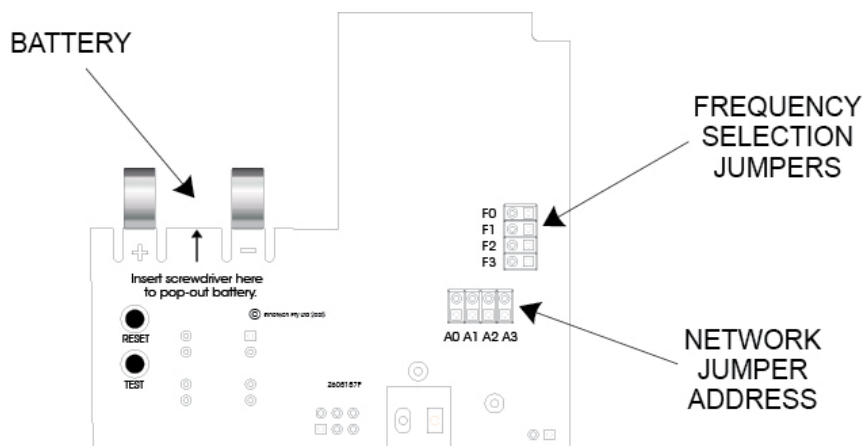 BATTERY
FREQUENCY
SELECTION
JUMPERS
F0
F1
F2
F3
+
−
Insert screwdriver here
to pop-out battery.
RESET
TEST
A0 A1 A2 A3
NETWORK
JUMPER
ADDRESS
2608187F